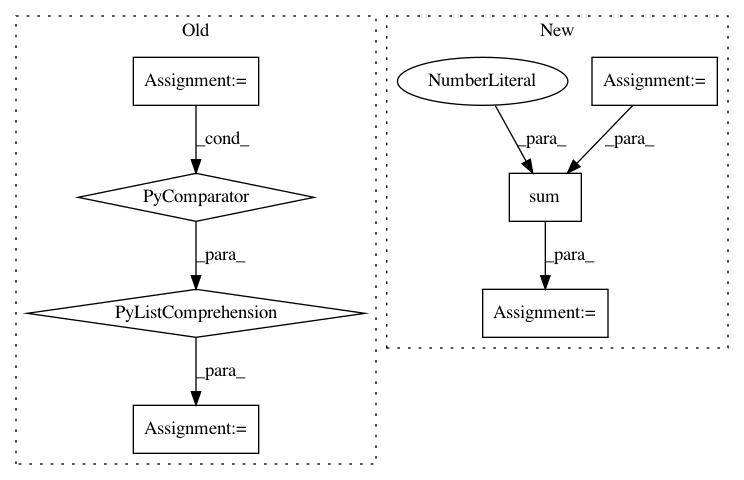 Old
Assignment:=
_cond_
PyComparator
_para_
PyListComprehension
_para_
Assignment:=
New
NumberLiteral
Assignment:=
_para_
_para_
sum
_para_
Assignment:=